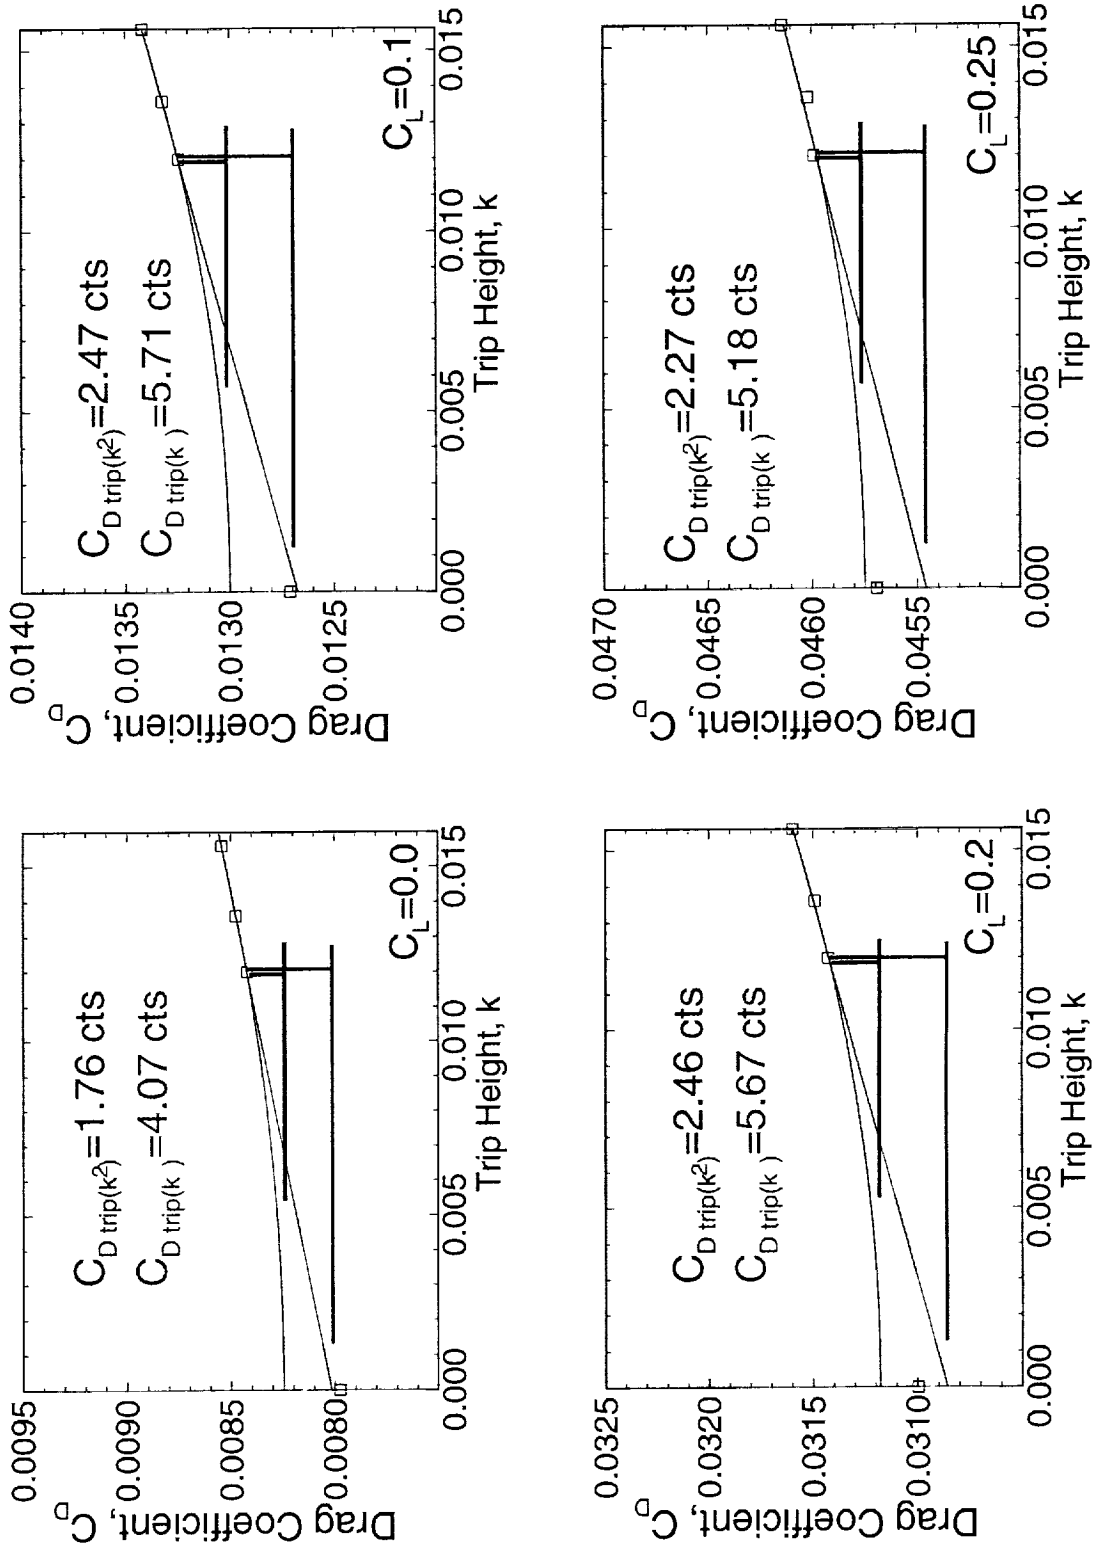 Drag Coefficient, C_D
0.0095
0.0090
0.0085
0.0080
C_D trip(k²)=1.76 cts
C_D trip(k )=4.07 cts
C_L=0.0
0.000
0.005
0.010
0.015
Trip Height, k
Drag Coefficient, C_D
0.0140
0.0135
0.0130
0.0125
C_D trip(k²)=2.47 cts
C_D trip(k )=5.71 cts
C_L=0.1
0.000
0.005
0.010
0.015
Trip Height, k
Drag Coefficient, C_D
0.0325
0.0320
0.0315
0.0310
C_D trip(k²)=2.46 cts
C_D trip(k )=5.67 cts
C_L=0.2
0.000
0.005
0.010
0.015
Trip Height, k
Drag Coefficient, C_D
0.0470
0.0465
0.0460
0.0455
C_D trip(k²)=2.27 cts
C_D trip(k )=5.18 cts
C_L=0.25
0.000
0.005
0.010
0.015
Trip Height, k